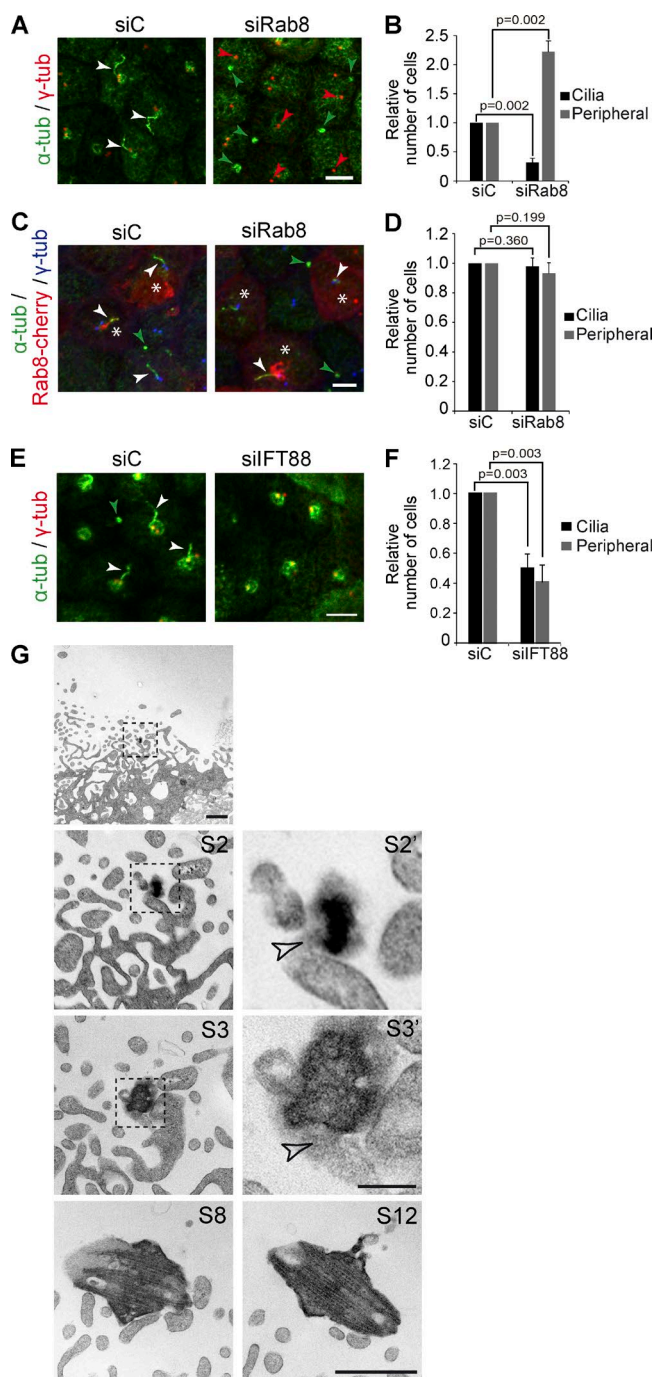 A
siC
siRab8
α-tub / γ-tub
B
Relative number of cells
2.5
2.0
1.5
1.0
0.5
0
p=0.002
p=0.002
siC
siRab8
Cilia
Peripheral
C
siC
siRab8
α-tub /
Rab8-cherry /γ-tub
*
*
*
*
*
D
Relative number of cells
1.2
1.0
0.8
0.6
0.4
0.2
0
p=0.199
p=0.360
siC
siRab8
Cilia
Peripheral
E
siC
siIFT88
α-tub / γ-tub
F
Relative number of cells
1.0
0.8
0.6
0.4
0.2
0
p=0.003
p=0.003
siC
siIFT88
Cilia
Peripheral
G
S2
S2'
S3
S3'
S8
S12